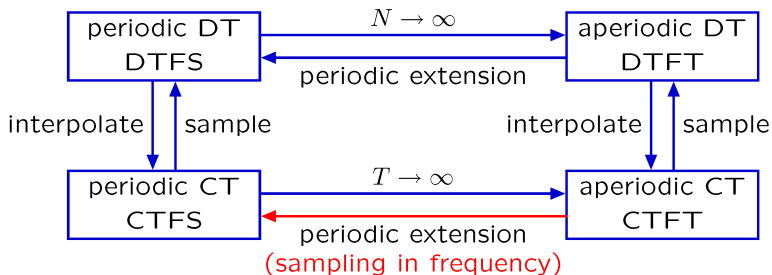 periodic DT
DTFS
N → ∞
periodic extension
aperiodic DT
DTFT
interpolate
sample
interpolate
sample
periodic CT
CTFS
T → ∞
periodic extension
(sampling in frequency)
aperiodic CT
CTFT